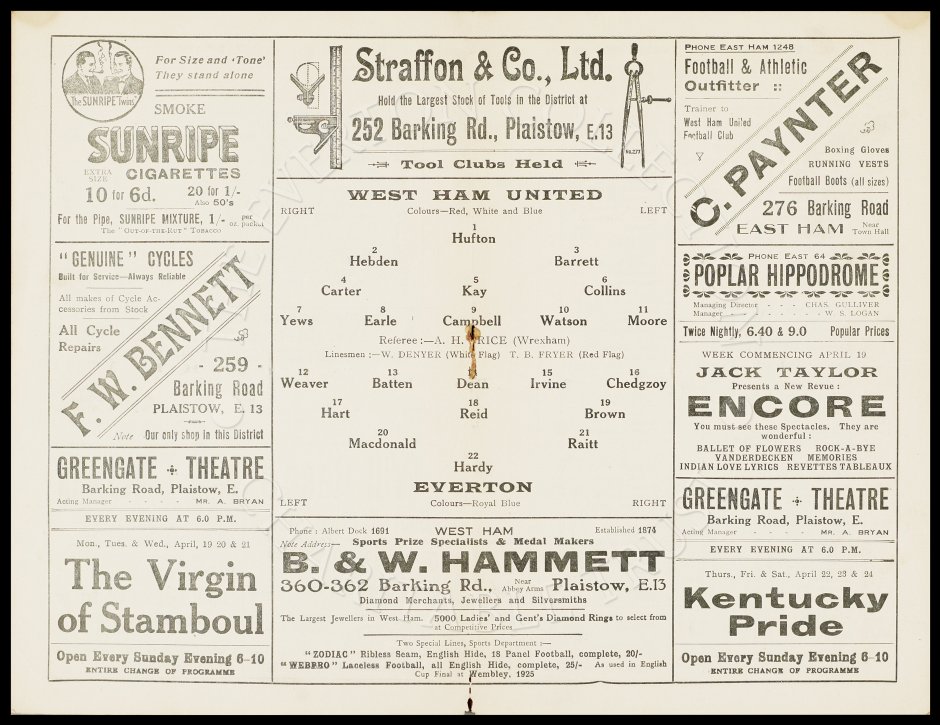 For Size and 'Tone'
They stand alone
The SUNRIPE Twins
SMOKE
SUNRIPE
EXTRA SIZE CIGARETTES
10 for 6d. 20 for 1/-
Also 50's
For the Pipe, SUNRIPE MIXTURE, 1/- per oz. packet
The "OUT-OF-THE-RUT" TOBACCO
"GENUINE" CYCLES
Built for Service—Always Reliable
All makes of Cycle Ac-
cessories from Stock
All Cycle
Repairs
F. W. BENNETT
- 259 -
Barking Road
PLAISTOW, E. 13
Note Our only shop in this District
GREENGATE THEATRE
Barking Road, Plaistow, E.
Acting Manager - - - - - MR. A. BRYAN
EVERY EVENING AT 6.0 P.M.
Mon., Tues. & Wed., April, 19 20 & 21
The Virgin
of Stamboul
Open Every Sunday Evening 6-10
ENTIRE CHANGE OF PROGRAMME
Straffon & Co., Ltd.
Hold the Largest Stock of Tools in the District at
252 Barking Rd., Plaistow, E.13
Tool Clubs Held
No.277
WEST HAM UNITED
RIGHT Colours—Red, White and Blue LEFT
1
Hufton
2 3
Hebden Barrett
4 5 6
Carter Kay Collins
7 8 9 10 11
Yews Earle Campbell Watson Moore
Referee:—A. H. PRICE (Wrexham)
Linesmen:—W. DENYER (White Flag) T. B. FRYER (Red Flag)
12 13 15 16
Weaver Batten Dean Irvine Chedgzoy
17 18 19
Hart Reid Brown
20 21
Macdonald Raitt
22
Hardy
EVERTON
LEFT Colours—Royal Blue RIGHT
Phone: Albert Dock 1691 WEST HAM Established 1874
Note Address— Sports Prize Specialists & Medal Makers
B. & W. HAMMETT
360-362 Barking Rd., Near Abbey Arms Plaistow, E.13
Diamond Merchants, Jewellers and Silversmiths
The Largest Jewellers in West Ham. 5000 Ladies' and Gent's Diamond Rings to select from
at Competitive Prices
Two Special Lines, Sports Department:—
"ZODIAC" Ribless Seam, English Hide, 18 Panel Football, complete, 20/-
"WEBRBO" Laceless Football, all English Hide, complete, 25/- As used in English
Cup Final at Wembley, 1925
PHONE EAST HAM 1248
Football & Athletic
Outfitter ::
Trainer to
West Ham United
Football Club
C. PAYNTER
Boxing Gloves
RUNNING VESTS
Football Boots (all sizes)
276 Barking Road
EAST HAM Near Town Hall
PHONE EAST 64
POPLAR HIPPODROME
Managing Director - - - CHAS. GULLIVER
Manager - - - - - W. S. LOGAN
Twice Nightly, 6.40 & 9.0 Popular Prices
WEEK COMMENCING APRIL 19
JACK TAYLOR
Presents a New Revue:
ENCORE
You must see these Spectacles. They are
wonderful:
BALLET OF FLOWERS ROCK-A-BYE
VANDERDECKEN MEMORIES
INDIAN LOVE LYRICS REVETTES TABLEAUX
GREENGATE THEATRE
Barking Road, Plaistow, E.
Acting Manager - - - - - MR. A. BRYAN
EVERY EVENING AT 6.0 P.M.
Thurs., Fri. & Sat., April 22, 23 & 24
Kentucky
Pride
Open Every Sunday Evening 6-10
ENTIRE CHANGE OF PROGRAMME